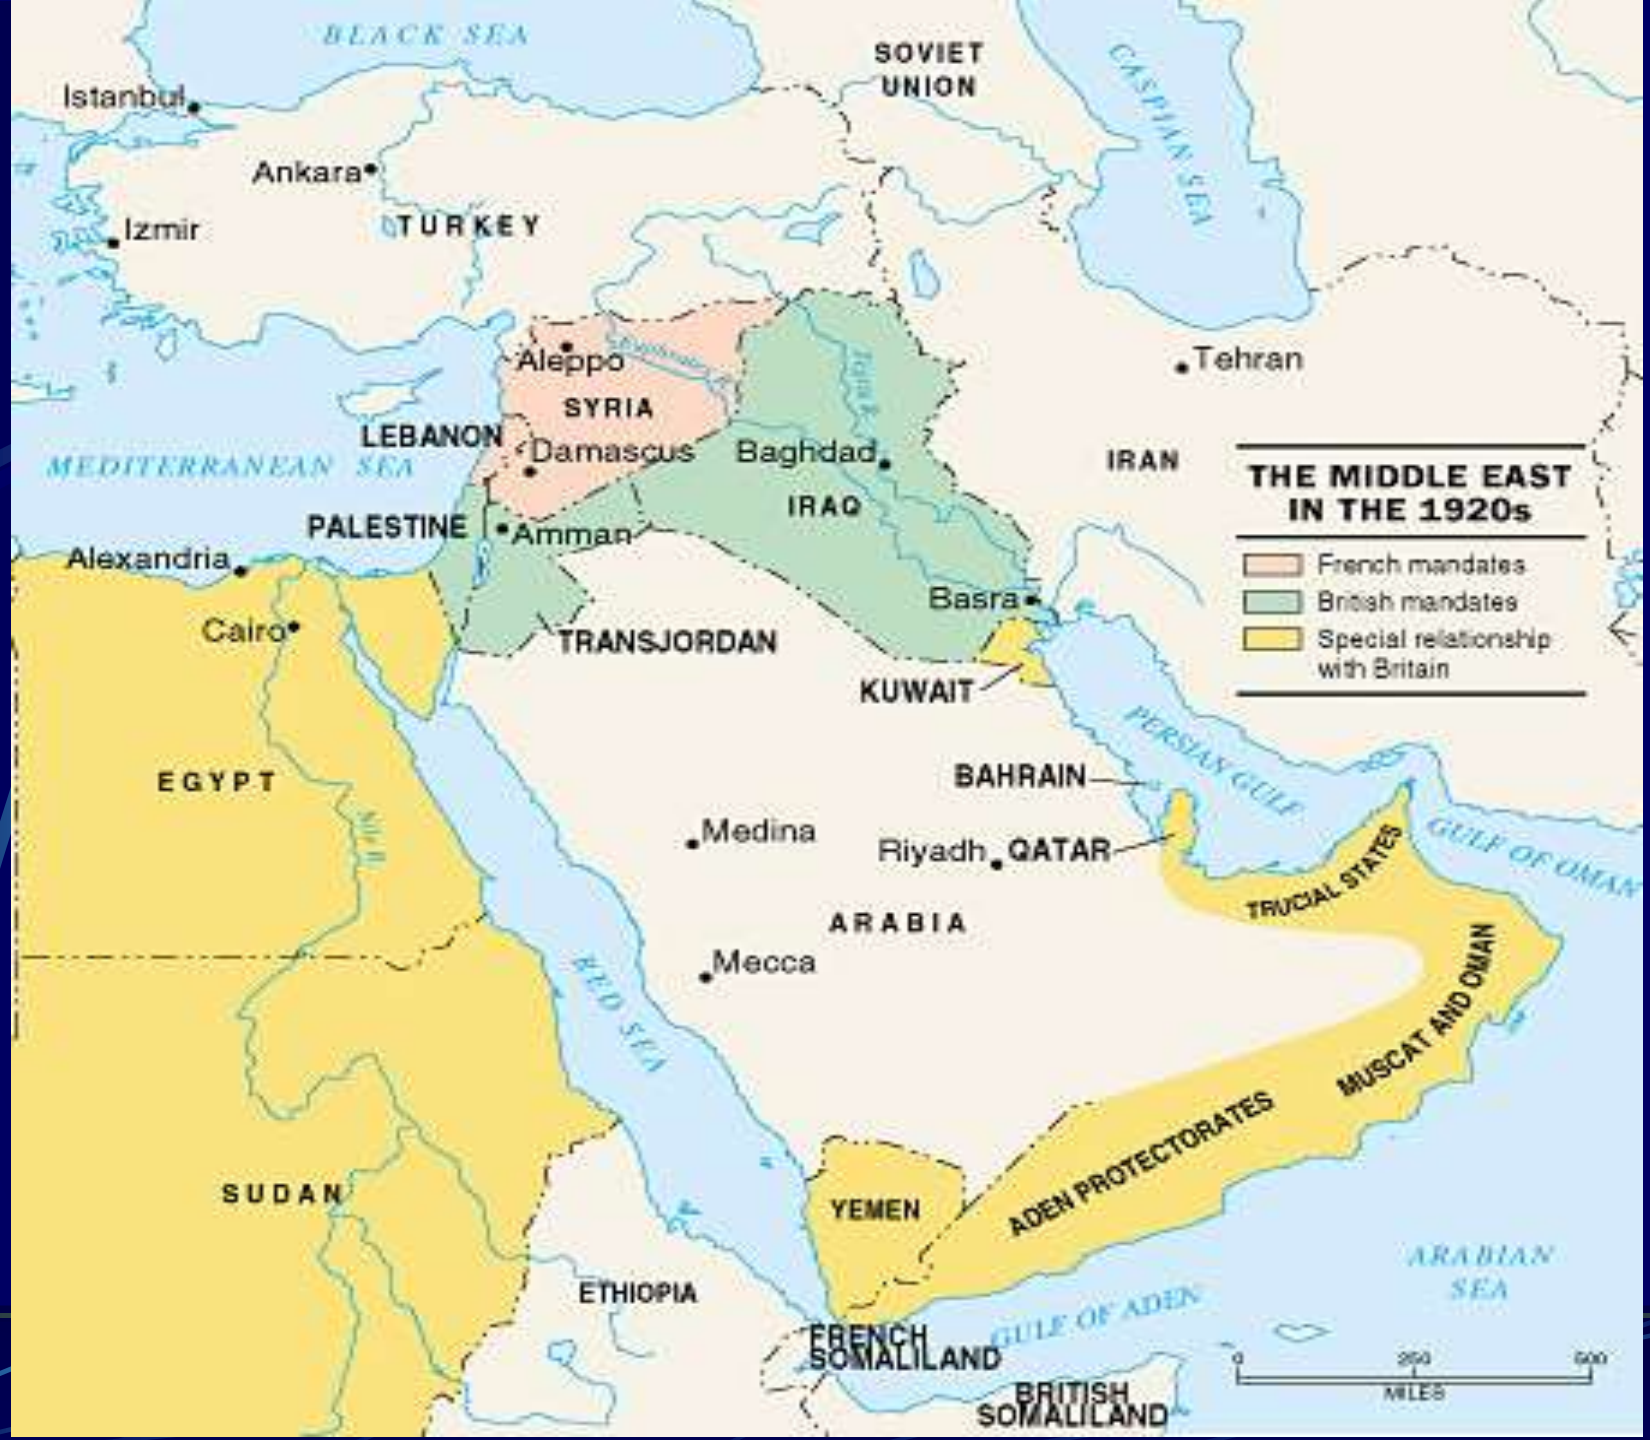 BLACK SEA
SOVIET
UNION
CASPIAN SEA
Istanbul
Ankara
Izmir
TURKEY
Aleppo
Euphrates
Tigris R.
Tehran
SYRIA
LEBANON
Damascus
Baghdad
IRAN
MEDITERRANEAN SEA
IRAQ
THE MIDDLE EAST
IN THE 1920s
PALESTINE
Amman
Alexandria
French mandates
Basra
British mandates
Cairo
TRANSJORDAN
Special relationship
with Britain
KUWAIT
PERSIAN GULF
BAHRAIN
EGYPT
Nile R.
Medina
Riyadh
QATAR
GULF OF OMAN
TRUCIAL STATES
ARABIA
Mecca
RED SEA
MUSCAT AND OMAN
ADEN PROTECTORATES
SUDAN
YEMEN
ARABIAN
SEA
ETHIOPIA
GULF OF ADEN
FRENCH
SOMALILAND
BRITISH
SOMALILAND
0 250 500
MILES